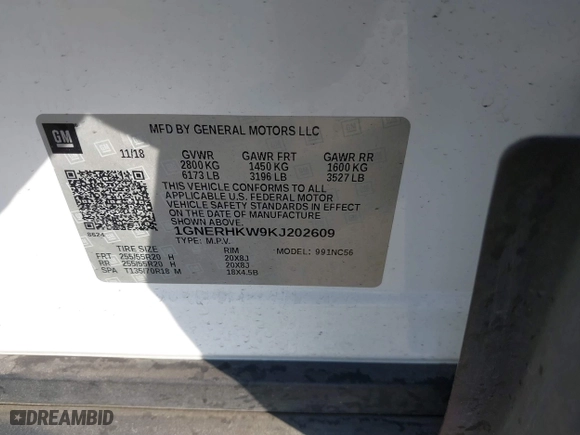 GM
MFD BY GENERAL MOTORS LLC
11/18 GVWR GAWR FRT GAWR RR
2800 KG 1450 KG 1600 KG
6173 LB 3196 LB 3527 LB
THIS VEHICLE CONFORMS TO ALL
APPLICABLE U.S. FEDERAL MOTOR
VEHICLE SAFETY STANDARDS IN EFFECT
ON THE DATE OF MANUFACTURE
SHOWN ABOVE.
1GNERHKW9KJ202609
TYPE: M.P.V. MODEL: 991NC56
TIRE SIZE RIM
FRT 255/55R20 H 20X8J
RR 255/55R20 H 20X8J
SPA T135/70R18 M 18X4.5B
DREAMBID